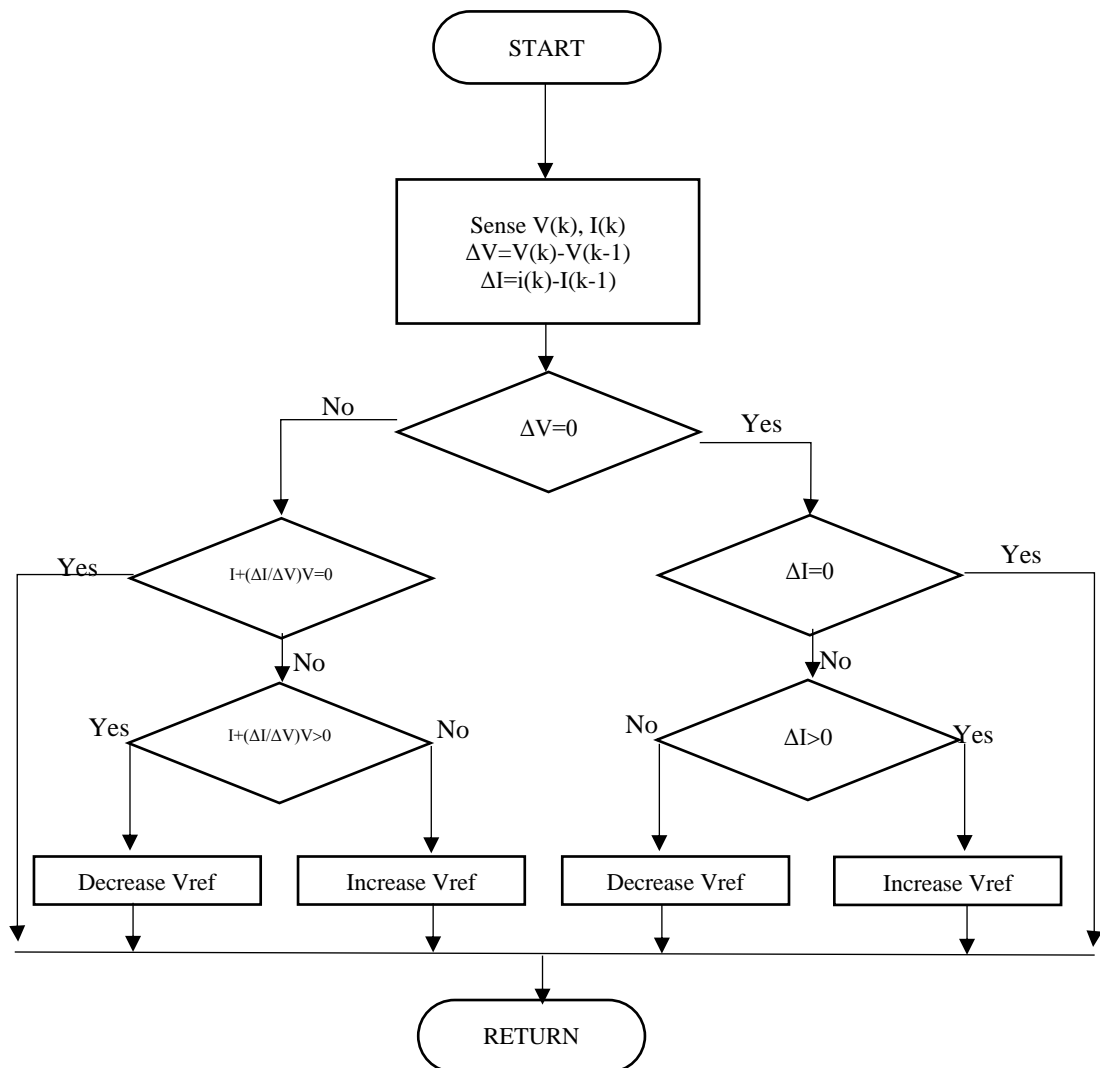 START
Sense V(k), I(k)
ΔV=V(k)-V(k-1)
ΔI=i(k)-I(k-1)
No
ΔV=0
Yes
Yes
I+(ΔI/ΔV)V=0
ΔI=0
Yes
No
No
Yes
I+(ΔI/ΔV)V>0
No
No
ΔI>0
Yes
Decrease Vref
Increase Vref
Decrease Vref
Increase Vref
RETURN